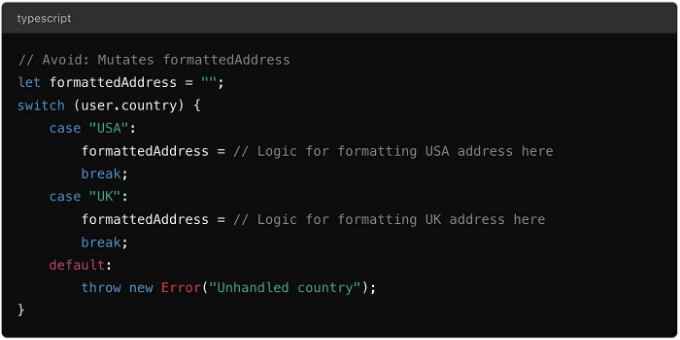 typescript
// Avoid: Mutates formattedAddress
let formattedAddress = "";
switch (user.country) {
    case "USA":
        formattedAddress = // Logic for formatting USA address here
        break;
    case "UK":
        formattedAddress = // Logic for formatting UK address here
        break;
    default:
        throw new Error("Unhandled country");
}